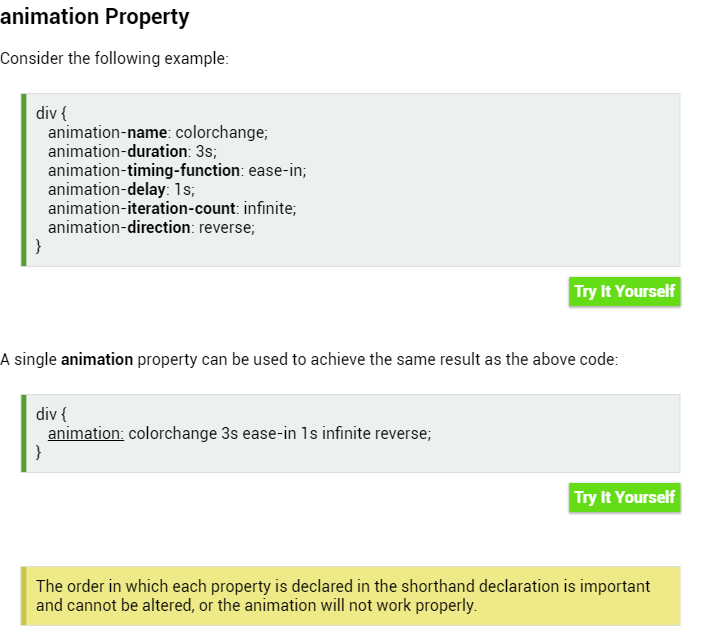 animation Property
Consider the following example:
div {
animation-name: colorchange;
animation-duration: 3s;
animation-timing-function: ease-in;
animation-delay: 1s;
animation-iteration-count: infinite;
animation-direction: reverse;
}
Try It Yourself
A single animation property can be used to achieve the same result as the above code:
div {
animation: colorchange 3s ease-in 1s infinite reverse;
}
Try It Yourself
The order in which each property is declared in the shorthand declaration is important
and cannot be altered, or the animation will not work properly.